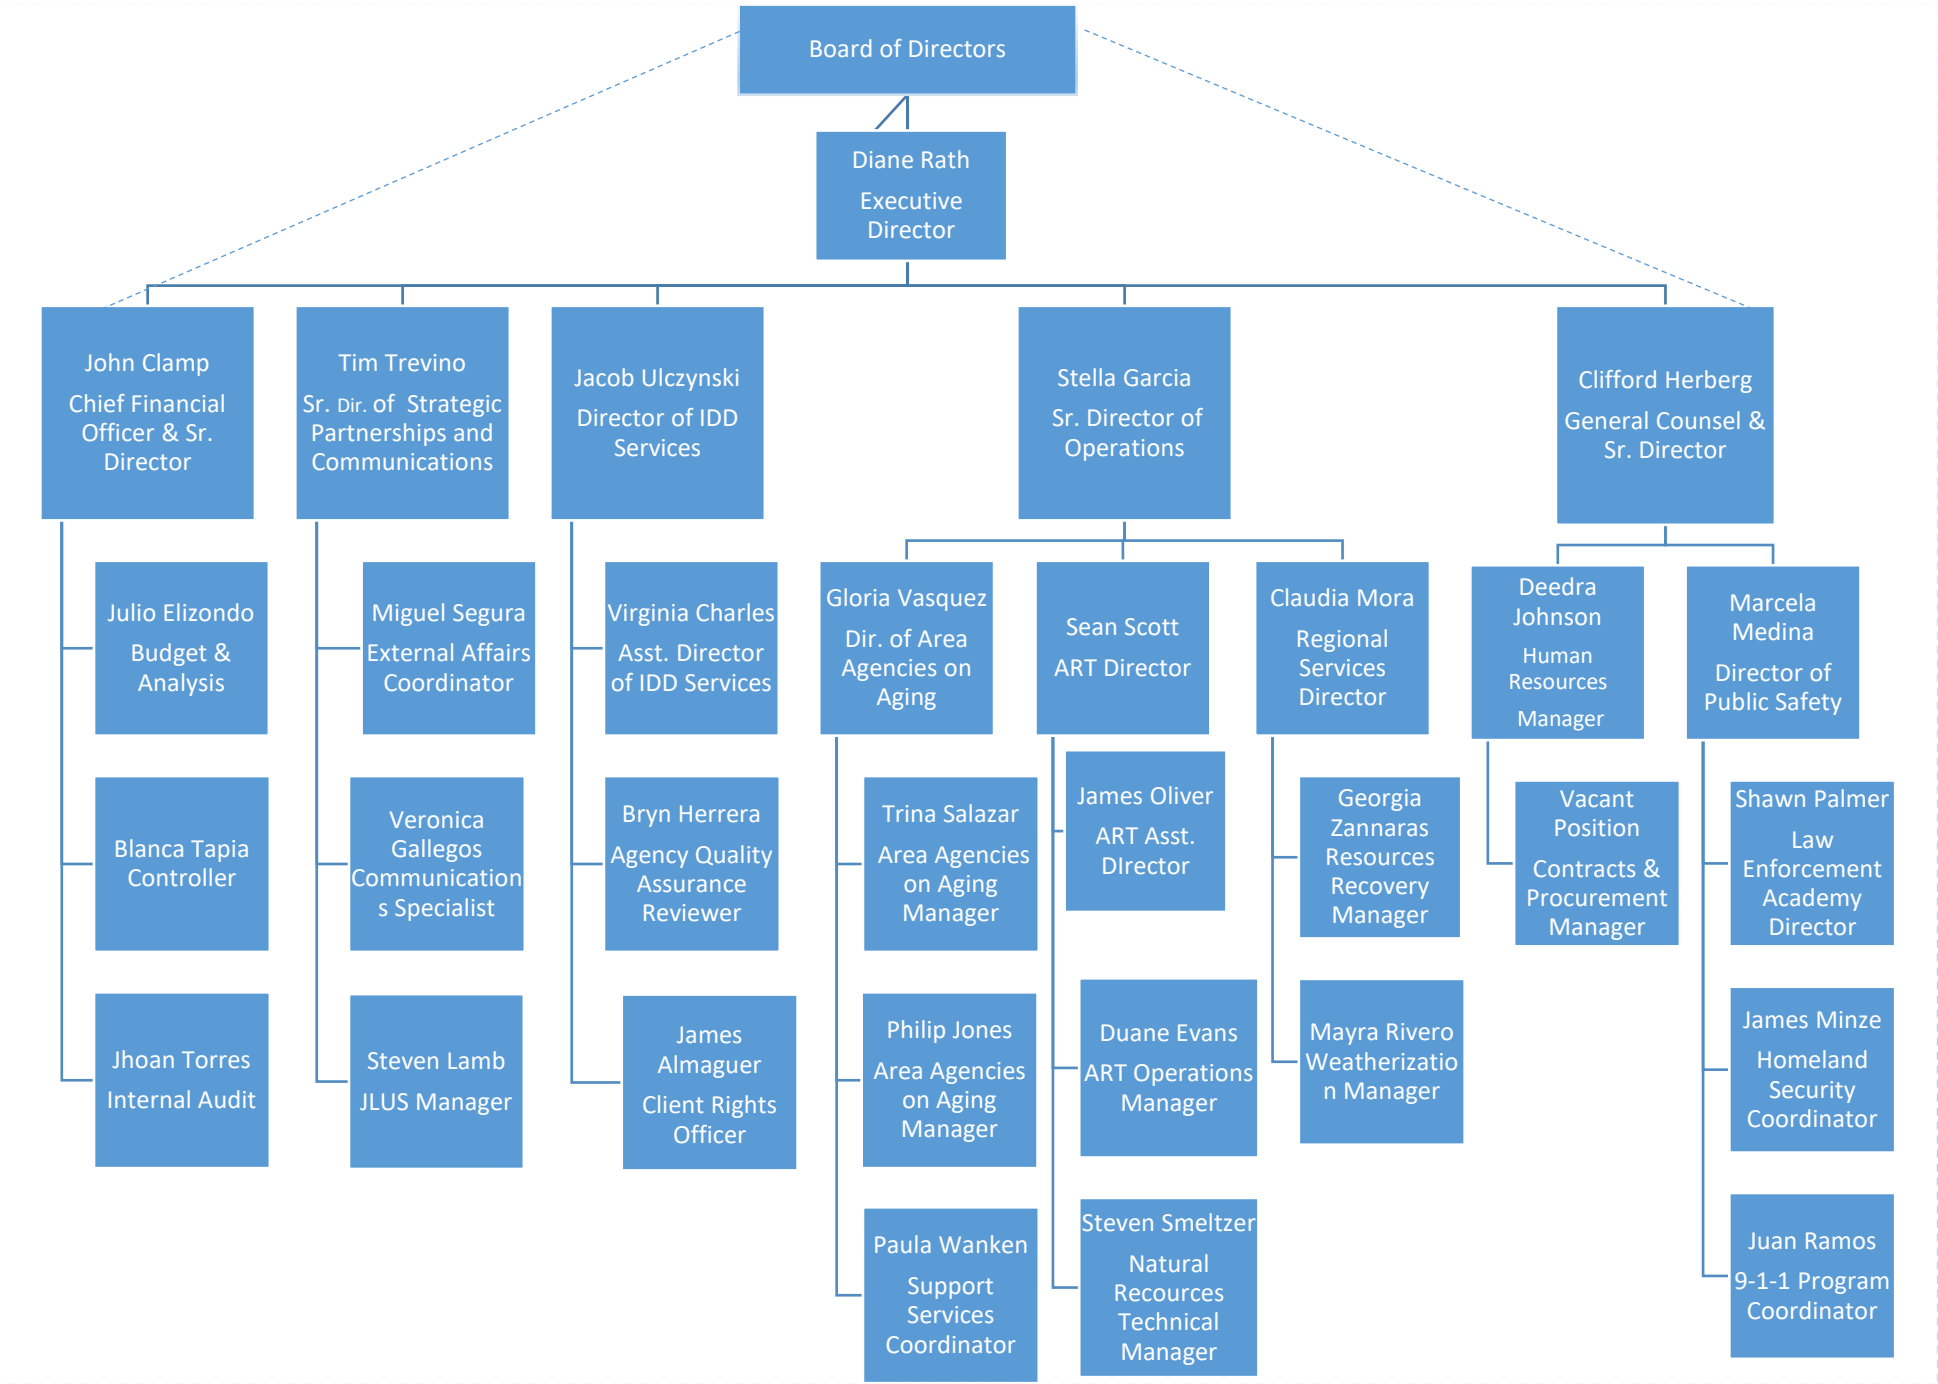 Board of Directors
Diane Rath
Executive
Director
John Clamp
Chief Financial
Officer & Sr.
Director
Tim Trevino
Sr. Dir. of Strategic
Partnerships and
Communications
Jacob Ulczynski
Director of IDD
Services
Stella Garcia
Sr. Director of
Operations
Clifford Herberg
General Counsel &
Sr. Director
Julio Elizondo
Budget &
Analysis
Blanca Tapia
Controller
Jhoan Torres
Internal Audit
Miguel Segura
External Affairs
Coordinator
Veronica
Gallegos
Communication
s Specialist
Steven Lamb
JLUS Manager
Virginia Charles
Asst. Director
of IDD Services
Bryn Herrera
Agency Quality
Assurance
Reviewer
James
Almaguer
Client Rights
Officer
Gloria Vasquez
Dir. of Area
Agencies on
Aging
Trina Salazar
Area Agencies
on Aging
Manager
Philip Jones
Area Agencies
on Aging
Manager
Paula Wanken
Support
Services
Coordinator
Sean Scott
ART Director
James Oliver
ART Asst.
DIrector
Duane Evans
ART Operations
Manager
Steven Smeltzer
Natural
Recources
Technical
Manager
Claudia Mora
Regional
Services
Director
Georgia
Zannaras
Resources
Recovery
Manager
Mayra Rivero
Weatherizatio
n Manager
Deedra
Johnson
Human
Resources
Manager
Vacant
Position
Contracts &
Procurement
Manager
Marcela
Medina
Director of
Public Safety
Shawn Palmer
Law
Enforcement
Academy
Director
James Minze
Homeland
Security
Coordinator
Juan Ramos
9-1-1 Program
Coordinator